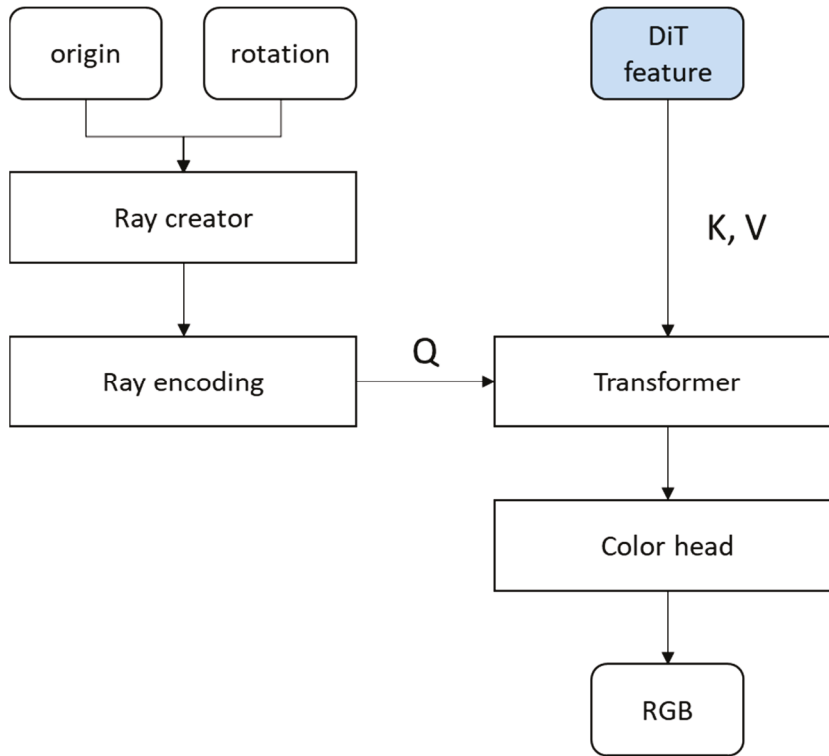 origin
rotation
DiT
feature
Ray creator
K, V
Ray encoding
Q
Transformer
Color head
RGB